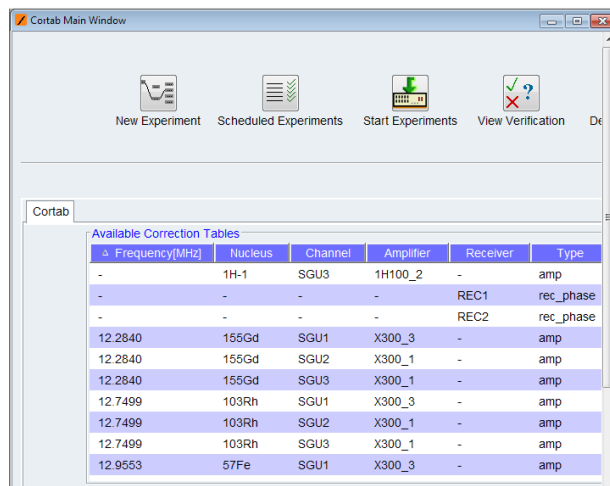 Cortab Main Window
New Experiment Scheduled Experiments Start Experiments View Verification De
Cortab
Available Correction Tables
Frequency[MHz] Nucleus Channel Amplifier Receiver Type
- 1H-1 SGU3 1H100_2 - amp
- - - - REC1 rec_phase
- - - - REC2 rec_phase
12.2840 155Gd SGU1 X300_3 - amp
12.2840 155Gd SGU2 X300_1 - amp
12.2840 155Gd SGU3 X300_1 - amp
12.7499 103Rh SGU1 X300_3 - amp
12.7499 103Rh SGU2 X300_1 - amp
12.7499 103Rh SGU3 X300_1 - amp
12.9553 57Fe SGU1 X300_3 - amp